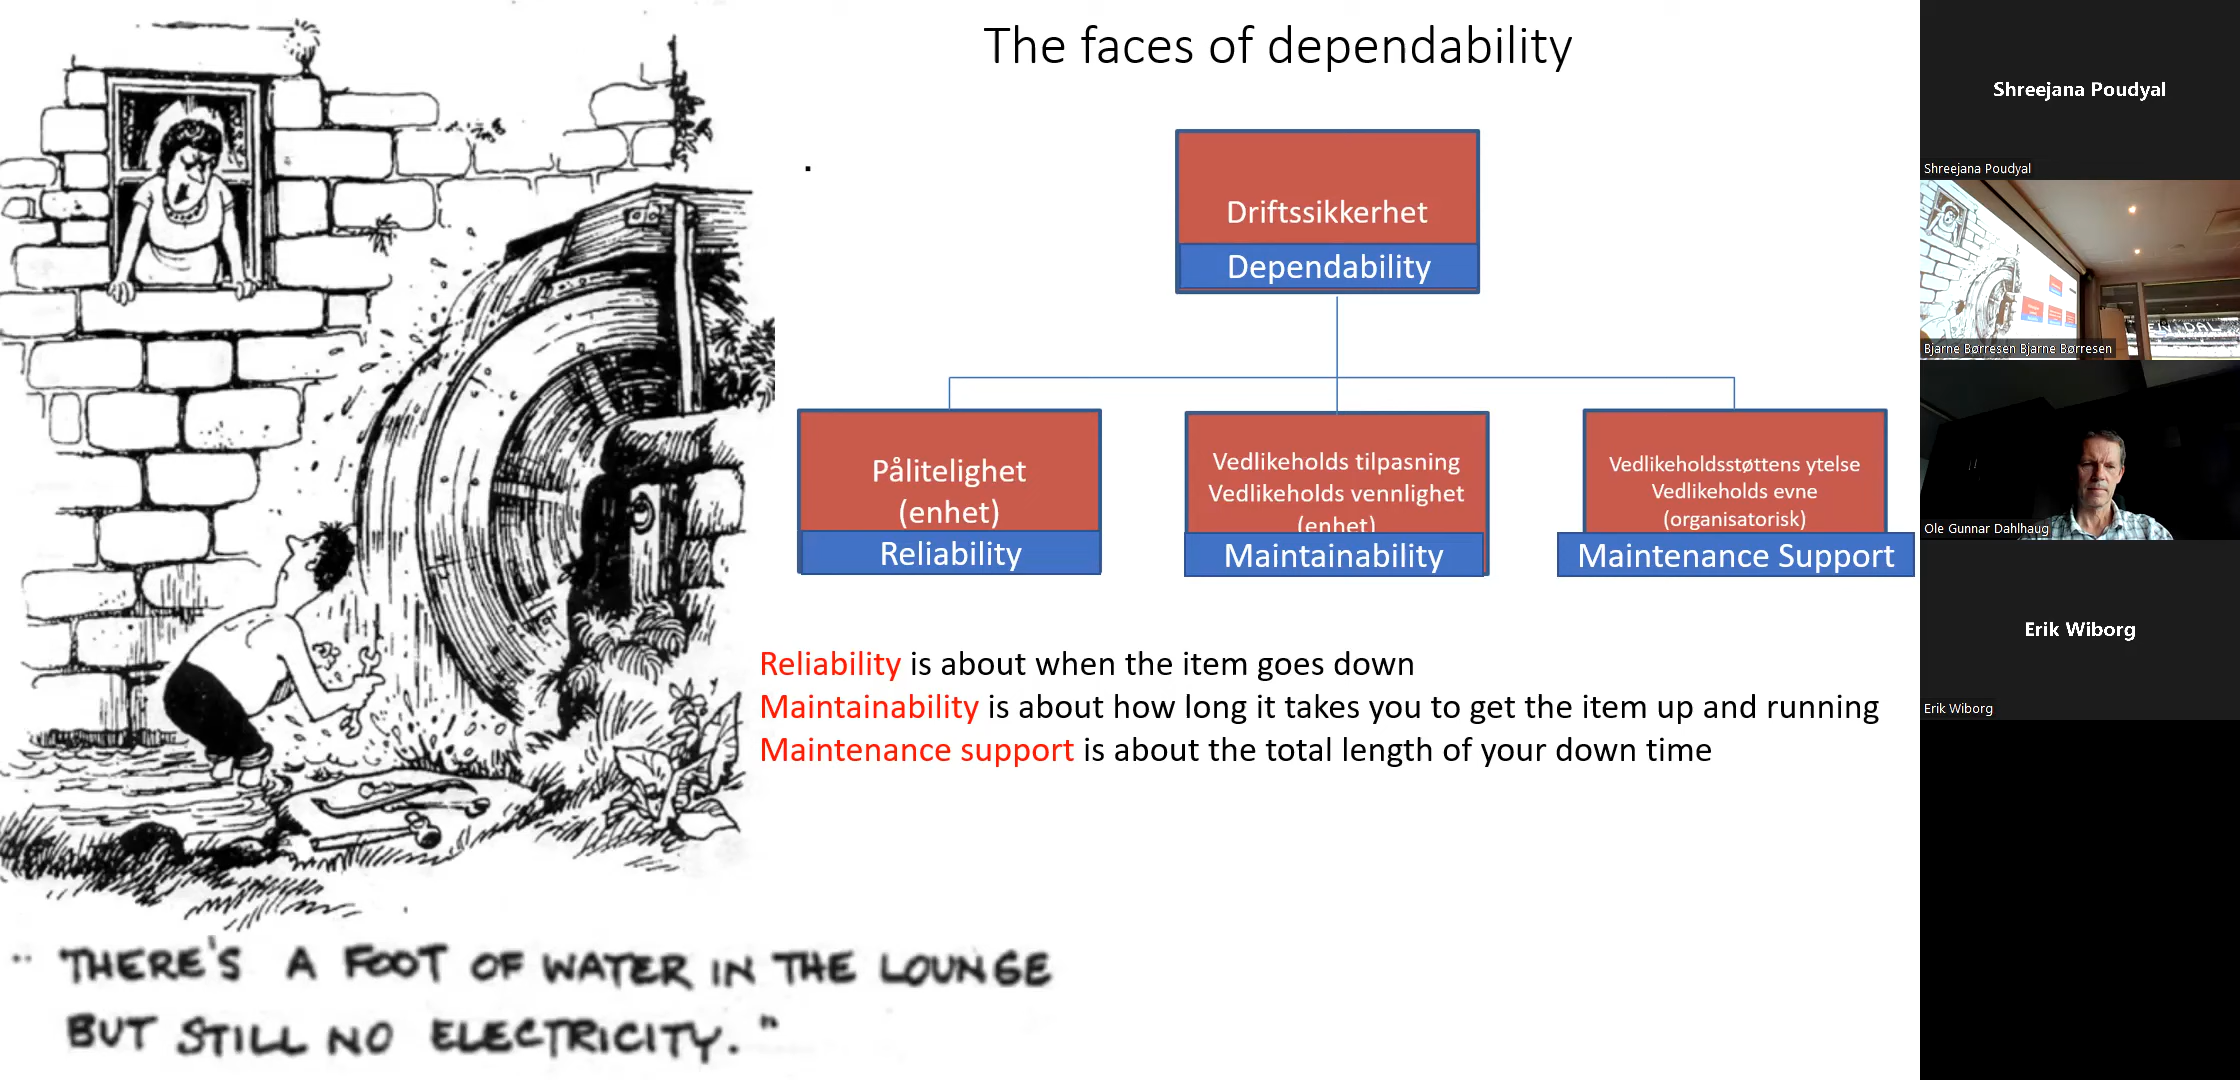 The faces of dependability
Driftssikkerhet
Dependability
Pålitelighet
(enhet)
Reliability
Vedlikeholds tilpasning
Vedlikeholds vennlighet
(enhet)
Maintainability
Vedlikeholdsstøttens ytelse
Vedlikeholds evne
(organisatorisk)
Maintenance Support
Reliability is about when the item goes down
Maintainability is about how long it takes you to get the item up and running
Maintenance support is about the total length of your down time
"THERE'S A FOOT OF WATER IN THE LOUNGE
BUT STILL NO ELECTRICITY."
Shreejana Poudyal
Shreejana Poudyal
Bjarne Børresen Bjarne Børresen
Ole Gunnar Dahlhaug
Erik Wiborg
Erik Wiborg